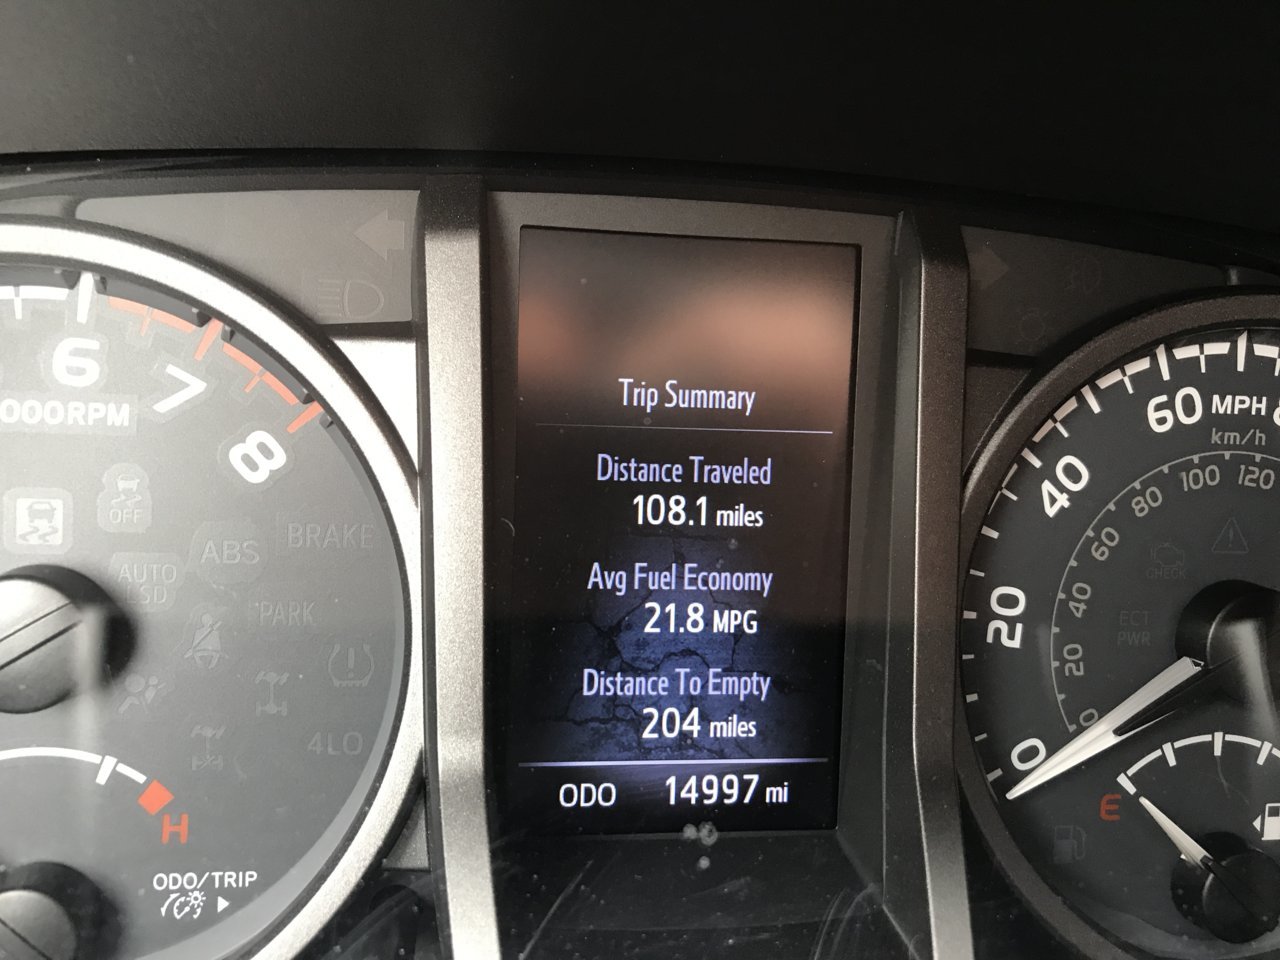 6
7
8
000RPM
OFF
ABS
BRAKE
AUTO
LSD
PARK
4LO
H
ODO/TRIP
Trip Summary
Distance Traveled
108.1 miles
Avg Fuel Economy
21.8 MPG
Distance To Empty
204 miles
ODO 14997 mi
60 MPH
km/h
40
20
0
120
100
80
60
40
20
0
CHECK
ECT
PWR
E